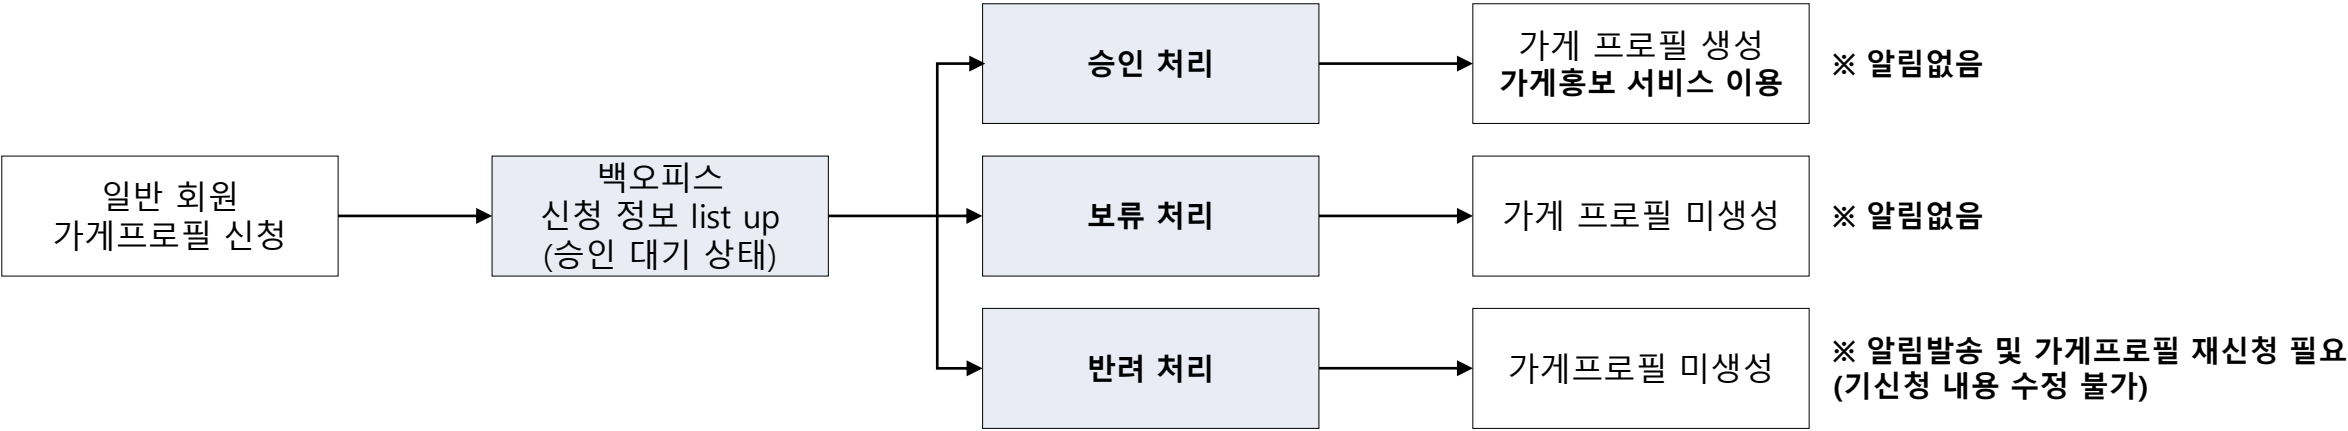 일반 회원
가게프로필 신청
백오피스
신청 정보 list up
(승인 대기 상태)
승인 처리
가게 프로필 생성
가게홍보 서비스 이용
※ 알림없음
보류 처리
가게 프로필 미생성
※ 알림없음
반려 처리
가게프로필 미생성
※ 알림발송 및 가게프로필 재신청 필요
(기신청 내용 수정 불가)